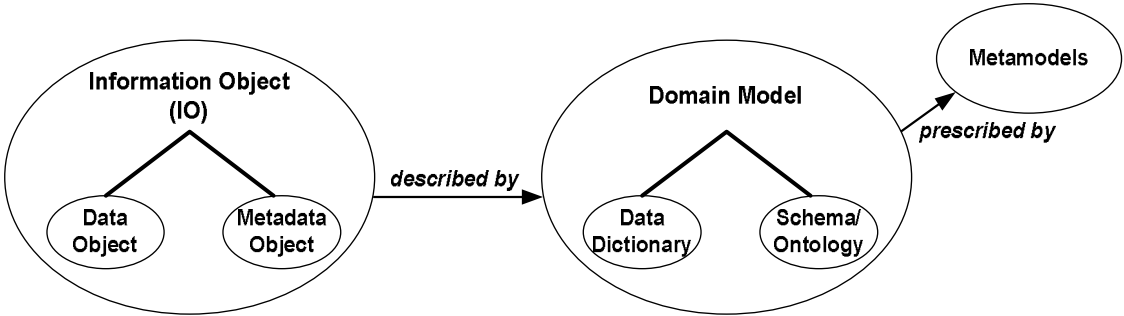 Information Object
(IO)
Data
Object
Metadata
Object
described by
Domain Model
Data
Dictionary
Schema/
Ontology
prescribed by
Metamodels